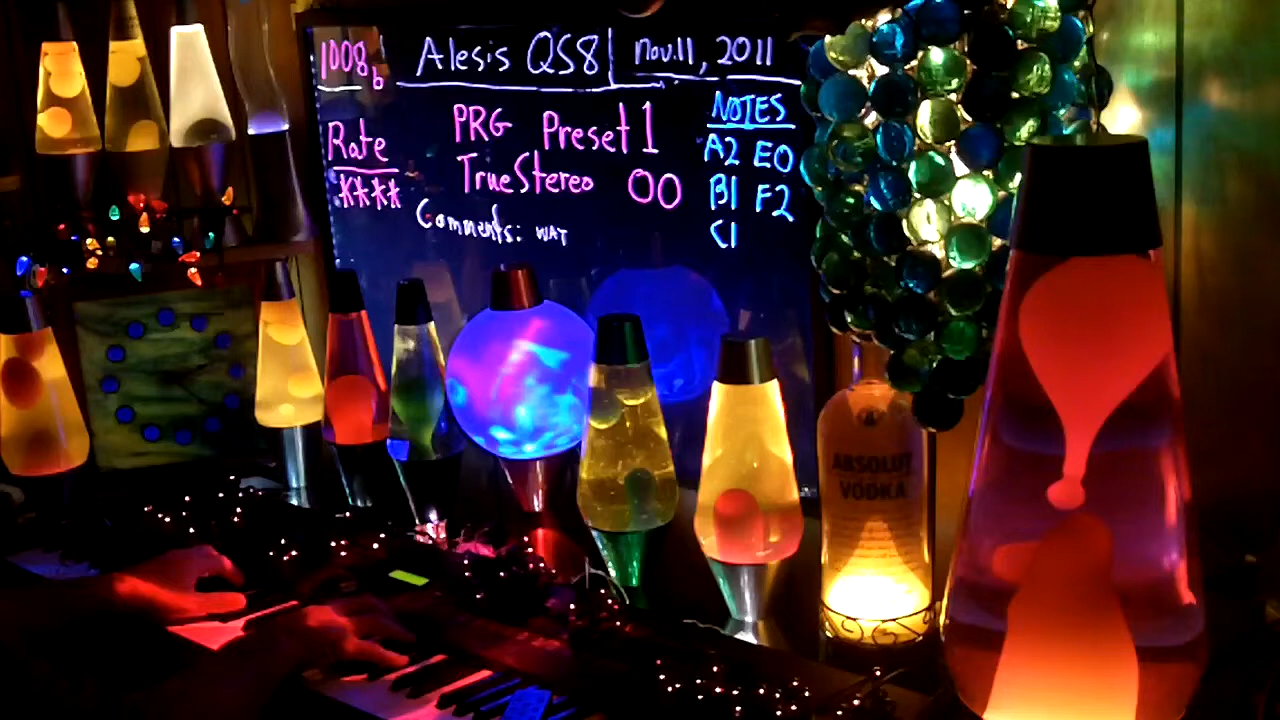 1008b Alesis QS8 nov.11, 2011
Rate
****
PRG Preset 1
TrueStereo 00
Comments: WAT
NOTES
A2 E0
B1 F2
C1
ABSOLUT
VODKA